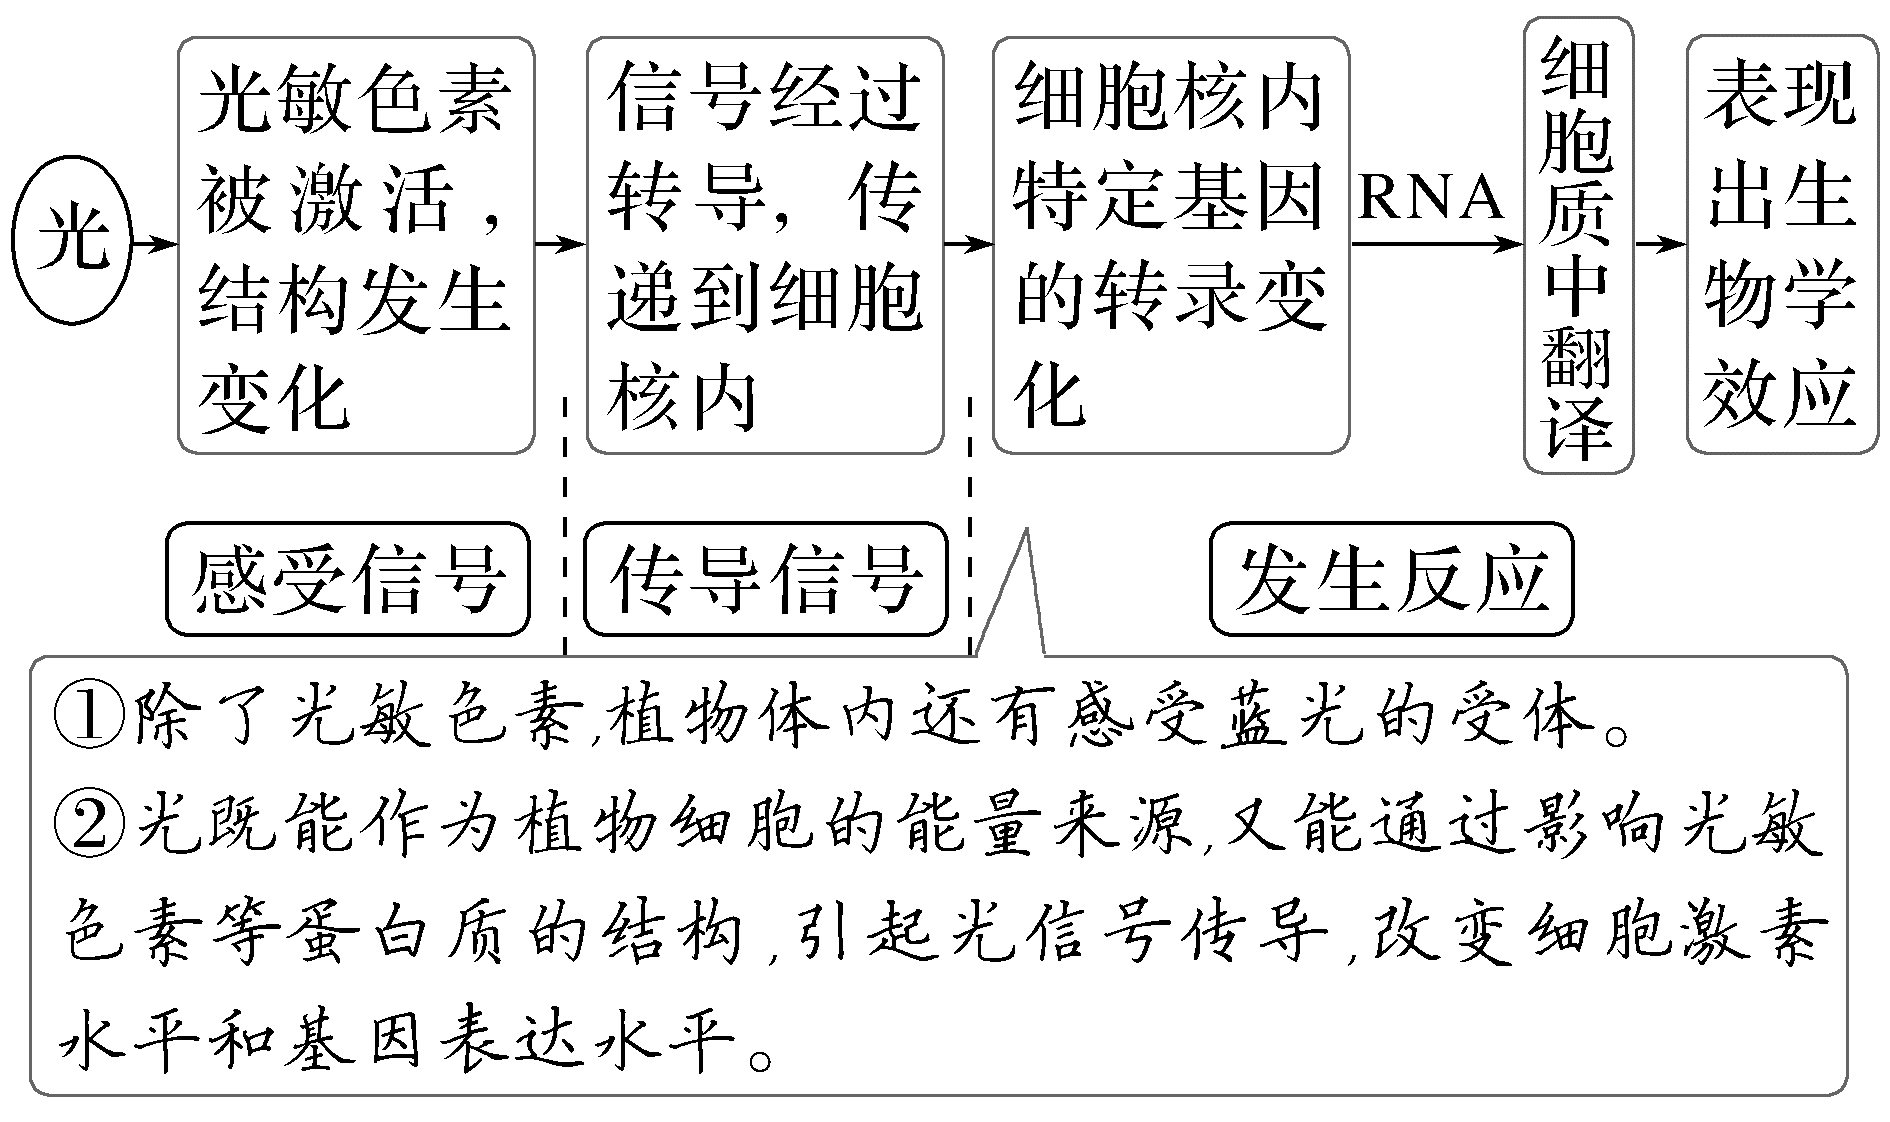 光
光敏色素
被激活，
结构发生
变化
信号经过
转导，传
递到细胞
核内
细胞核内
特定基因
的转录变
化
RNA
细胞质中翻译
表现
出生
物学
效应
感受信号
传导信号
发生反应
①除了光敏色素,植物体内还有感受蓝光的受体。
②光既能作为植物细胞的能量来源,又能通过影响光敏
色素等蛋白质的结构,引起光信号传导,改变细胞激素
水平和基因表达水平。